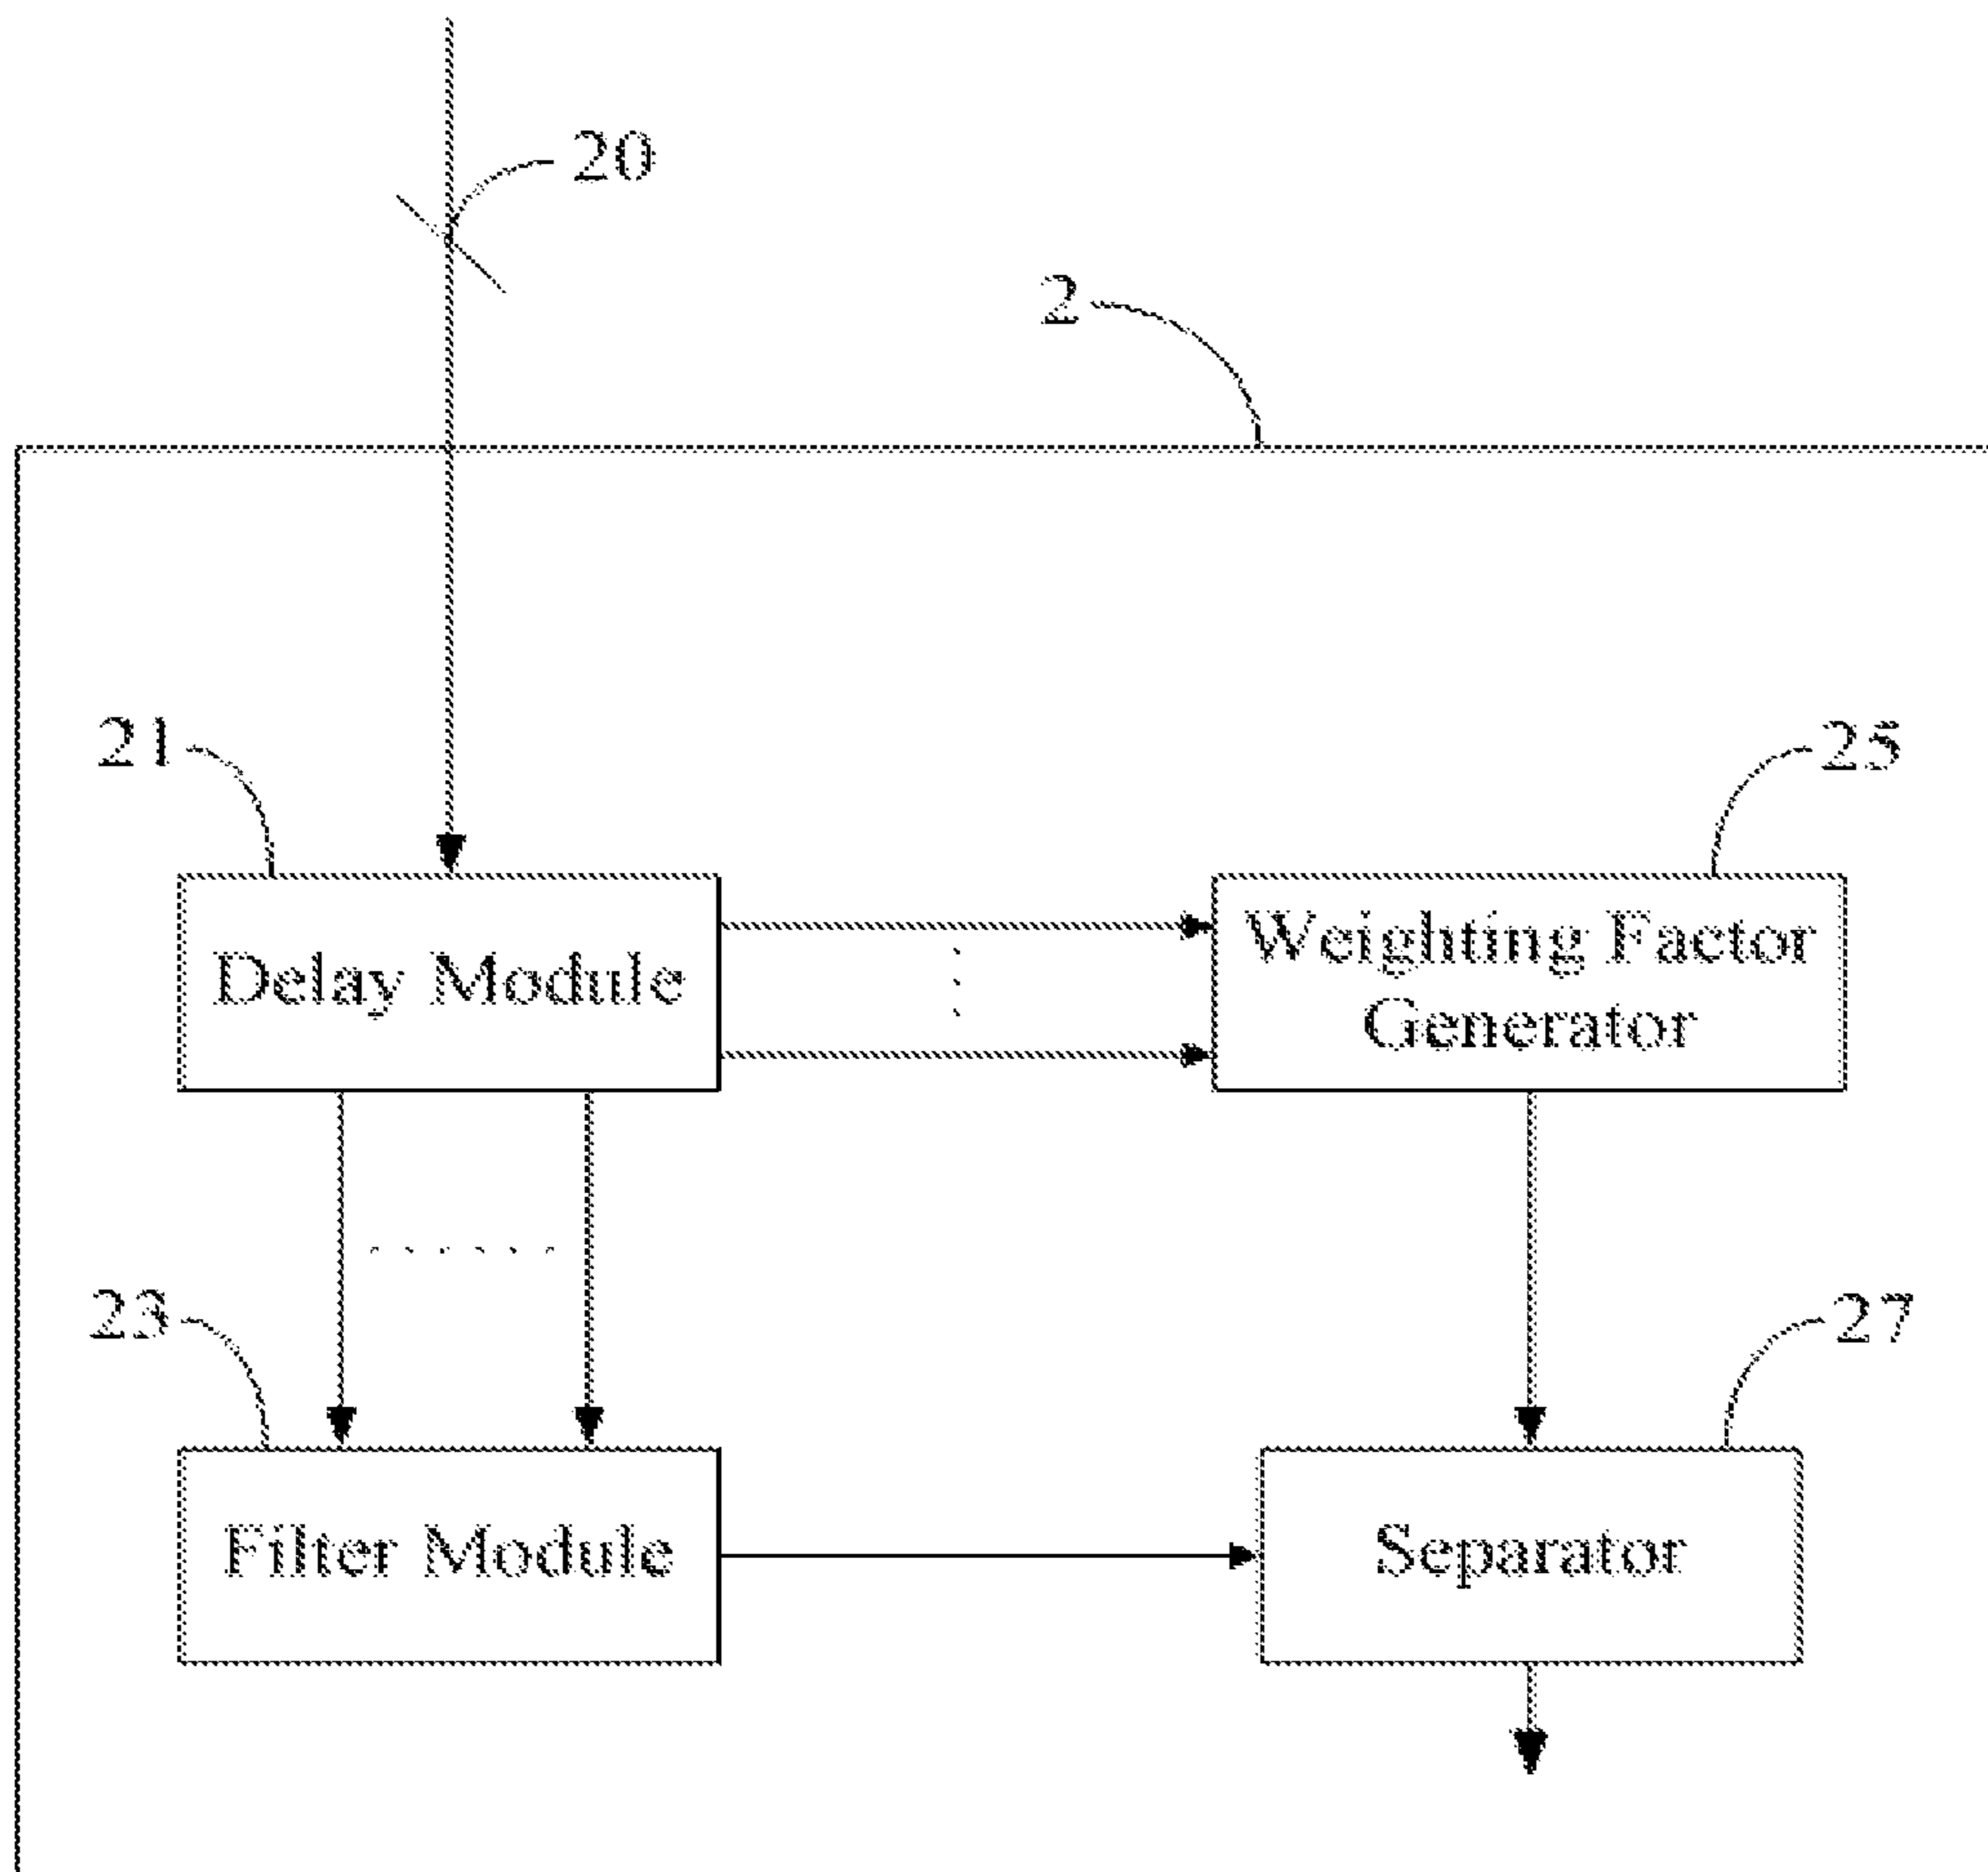 20
2
21
25
Delay Module
Weighting Factor
Generator
23
27
Filter Module
Separator